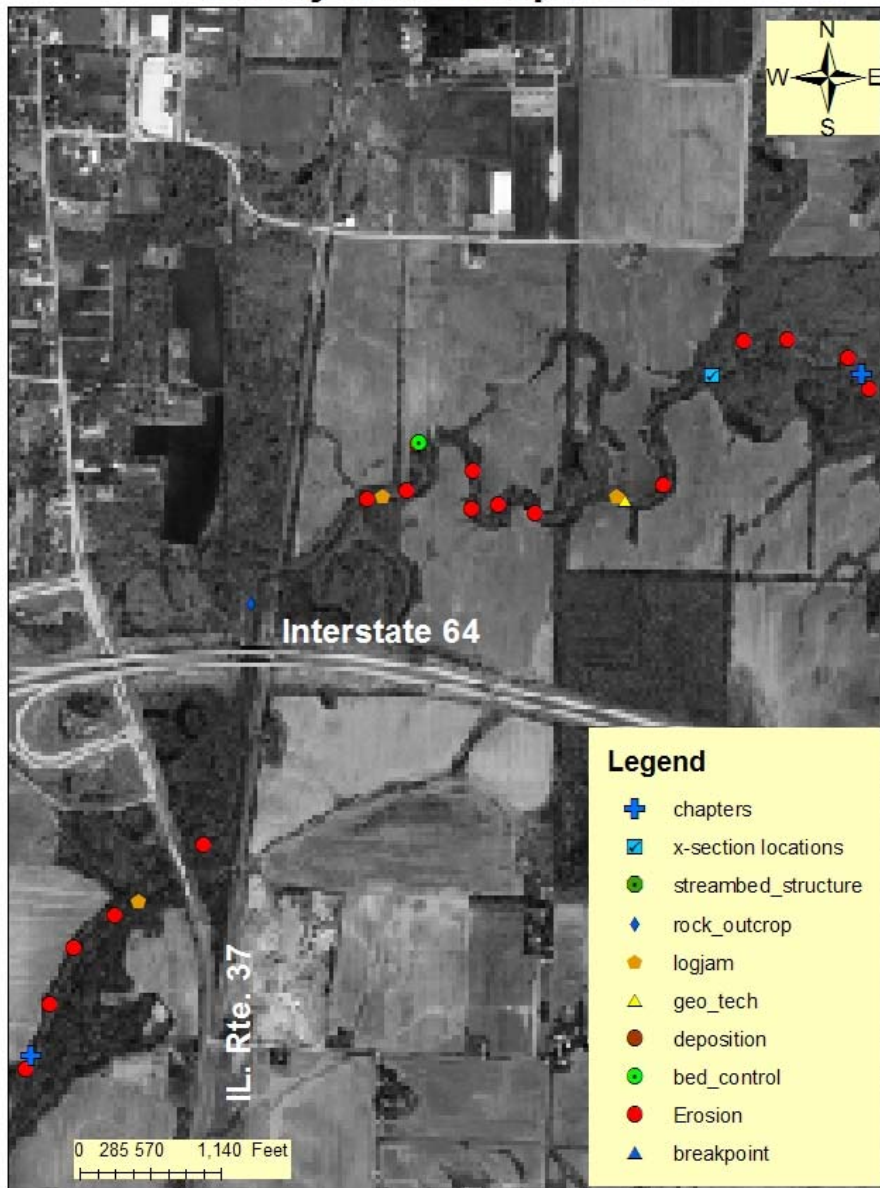 N
W E
S
Interstate 64
IL. Rte. 37
Legend
chapters
x-section locations
streambed_structure
rock_outcrop
logjam
geo_tech
deposition
bed_control
Erosion
breakpoint
0 285 570 1,140 Feet